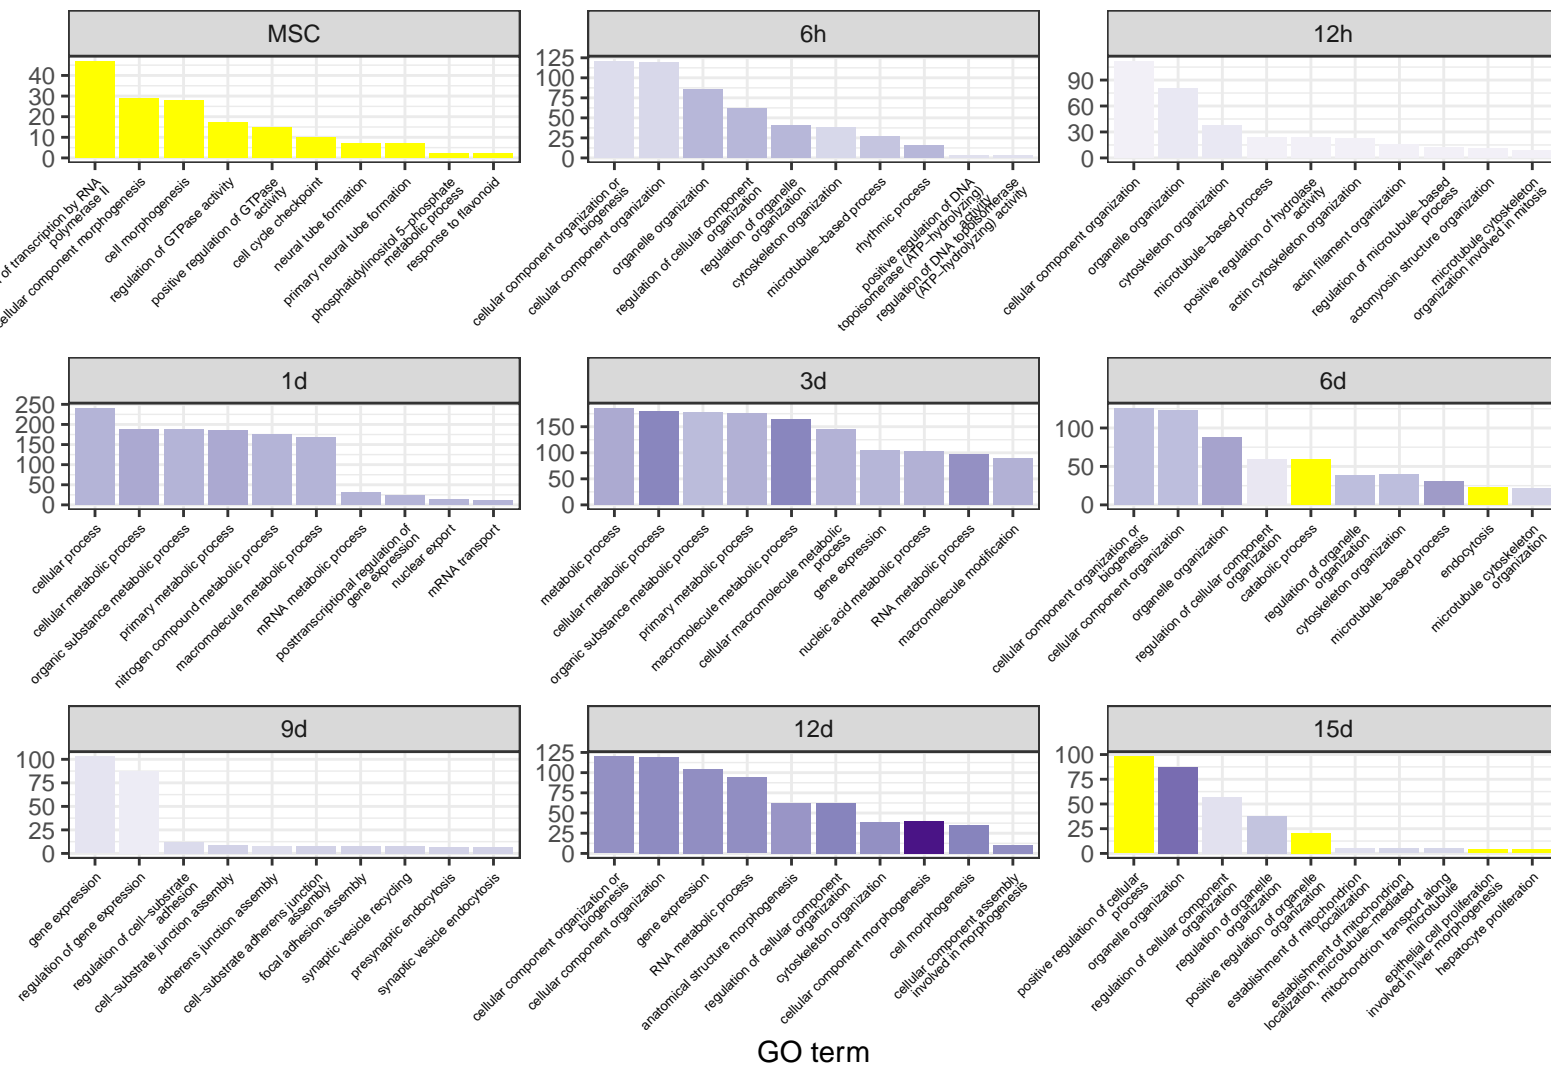 MSC
40
30
20
10
0
of transcription by RNA
polymerase II
cellular component morphogenesis
cell morphogenesis
regulation of GTPase activity
positive regulation of GTPase
activity
cell cycle checkpoint
neural tube formation
primary neural tube formation
phosphatidylinositol 5−phosphate
metabolic process
response to flavonoid
6h
125
100
75
50
25
0
cellular component organization or
biogenesis
cellular component organization
organelle organization
regulation of cellular component
organization
regulation of organelle
organization
cytoskeleton organization
microtubule−based process
rhythmic process
positive regulation of DNA
topoisomerase (ATP−hydrolyzing)
activity
regulation of DNA topoisomerase
(ATP−hydrolyzing) activity
12h
90
60
30
0
cellular component organization
organelle organization
cytoskeleton organization
microtubule−based process
positive regulation of hydrolase
activity
actin cytoskeleton organization
actin filament organization
regulation of microtubule−based
process
actomyosin structure organization
microtubule cytoskeleton
organization involved in mitosis
1d
250
200
150
100
50
0
cellular process
cellular metabolic process
organic substance metabolic process
primary metabolic process
nitrogen compound metabolic process
macromolecule metabolic process
mRNA metabolic process
posttranscriptional regulation of
gene expression
nuclear export
mRNA transport
3d
150
100
50
0
metabolic process
cellular metabolic process
organic substance metabolic process
primary metabolic process
macromolecule metabolic process
cellular macromolecule metabolic
process
gene expression
nucleic acid metabolic process
RNA metabolic process
macromolecule modification
6d
100
50
0
cellular component organization or
biogenesis
cellular component organization
organelle organization
regulation of cellular component
organization
catabolic process
regulation of organelle
organization
cytoskeleton organization
microtubule−based process
endocytosis
microtubule cytoskeleton
organization
9d
100
75
50
25
0
gene expression
regulation of gene expression
regulation of cell−substrate
adhesion
cell−substrate junction assembly
adherens junction assembly
cell−substrate adherens junction
assembly
focal adhesion assembly
synaptic vesicle recycling
presynaptic endocytosis
synaptic vesicle endocytosis
12d
125
100
75
50
25
0
cellular component organization or
biogenesis
cellular component organization
gene expression
RNA metabolic process
anatomical structure morphogenesis
regulation of cellular component
organization
cytoskeleton organization
cellular component morphogenesis
cell morphogenesis
cellular component assembly
involved in morphogenesis
15d
100
75
50
25
0
positive regulation of cellular
process
organelle organization
regulation of cellular component
organization
regulation of organelle
organization
positive regulation of organelle
organization
establishment of mitochondrion
localization
establishment of mitochondrion
localization, microtubule−mediated
mitochondrion transport along
microtubule
epithelial cell proliferation
involved in liver morphogenesis
hepatocyte proliferation
GO term